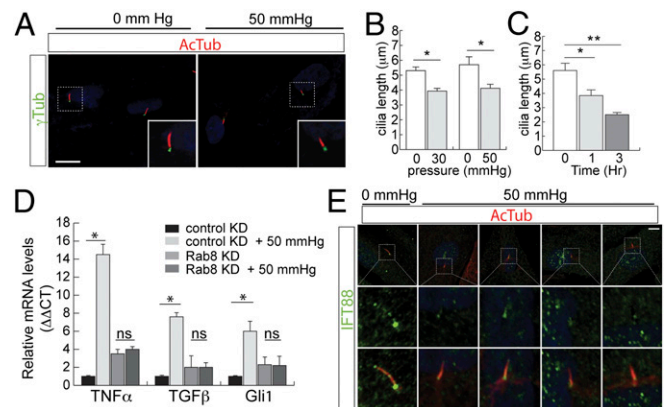 A
0 mm Hg
50 mmHg
AcTub
γTub
B
cilia length (μm)
8
7
6
5
4
3
2
1
0
*
*
0 30
0 50
pressure (mmHg)
C
cilia length (μm)
8
7
6
5
4
3
2
1
0
**
*
0 1 3
Time (Hr)
D
Relative mRNA levels
(ΔΔCT)
18
16
14
12
10
8
6
4
2
0
control KD
control KD + 50 mmHg
Rab8 KD
Rab8 KD + 50 mmHg
*
ns
*
ns
*
ns
TNFα
TGFβ
Gli1
E
0 mmHg
50 mmHg
AcTub
IFT88